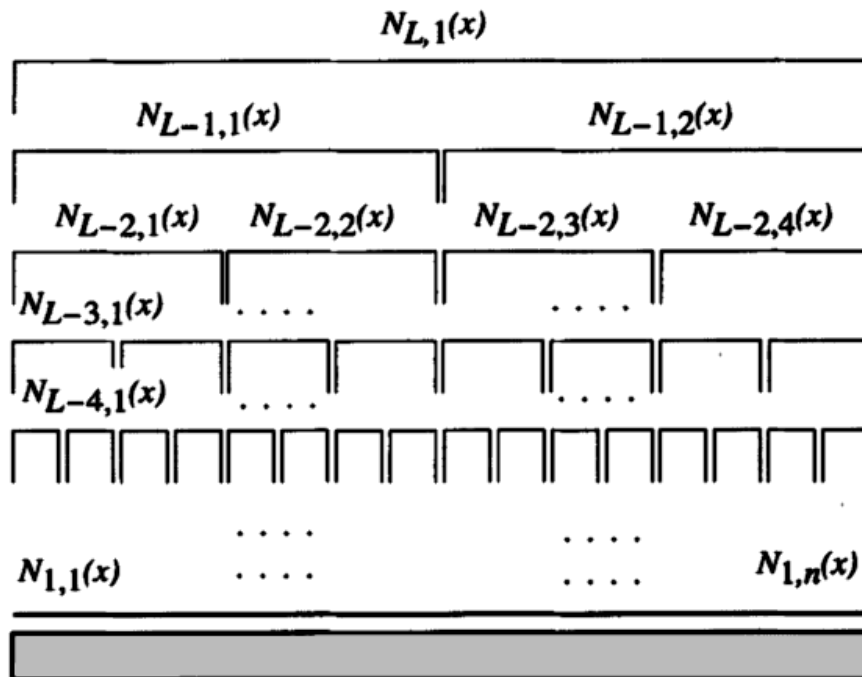 N_{L,1}(x)
N_{L-1,1}(x) N_{L-1,2}(x)
N_{L-2,1}(x) N_{L-2,2}(x) N_{L-2,3}(x) N_{L-2,4}(x)
N_{L-3,1}(x) . . . . . . . .
N_{L-4,1}(x) . . . . . . . .
. . . . . . . .
N_{1,1}(x) . . . . . . . . N_{1,n}(x)